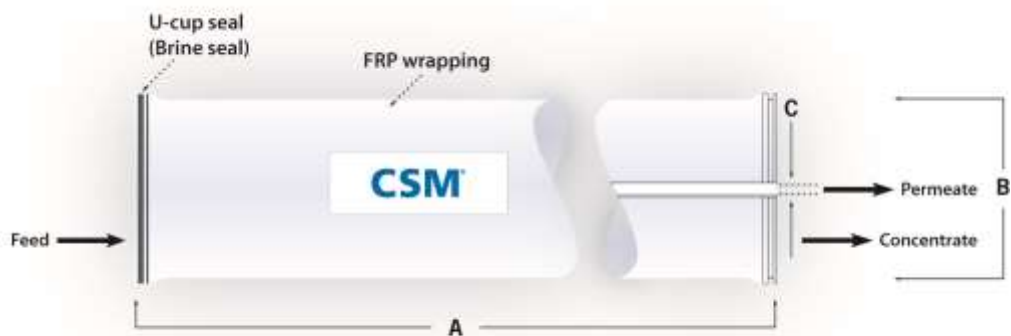 U-cup seal
(Brine seal)
FRP wrapping
C
CSM®
Permeate
B
Feed
Concentrate
A